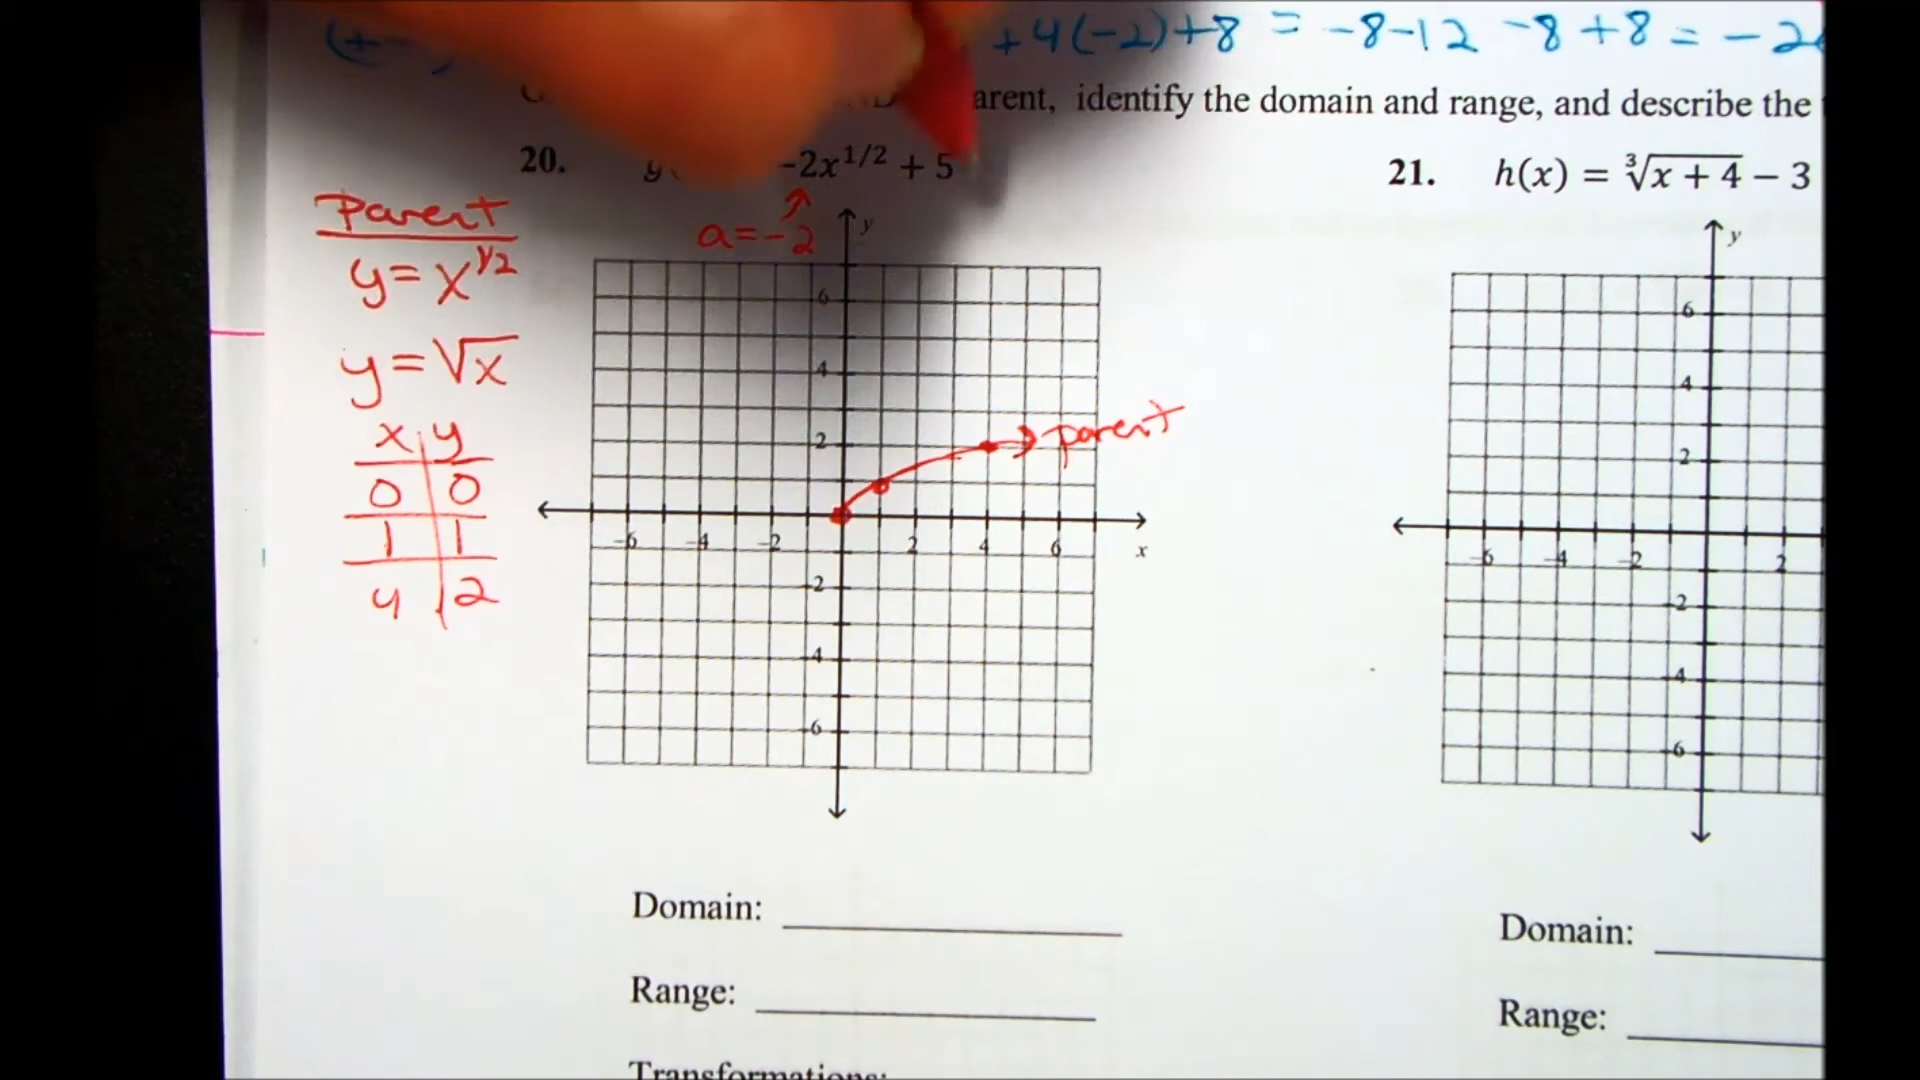 +4(-2)+8 = -8-12 -8+8 = -2
arent, identify the domain and range, and describe the
20. -2x^{1/2} + 5
21. h(x) = ∛(x + 4) − 3
Parent
y=x^{1/2}
y=√x
x y
0 0
1 1
4 2
a=-2
y
6
4
2
-6 -4 -2 2 4 6 x
-2
-4
-6
parent
y
6
4
2
-6 -4 -2 2
-2
-4
-6
Domain:
Range:
Transformations:
Domain:
Range: